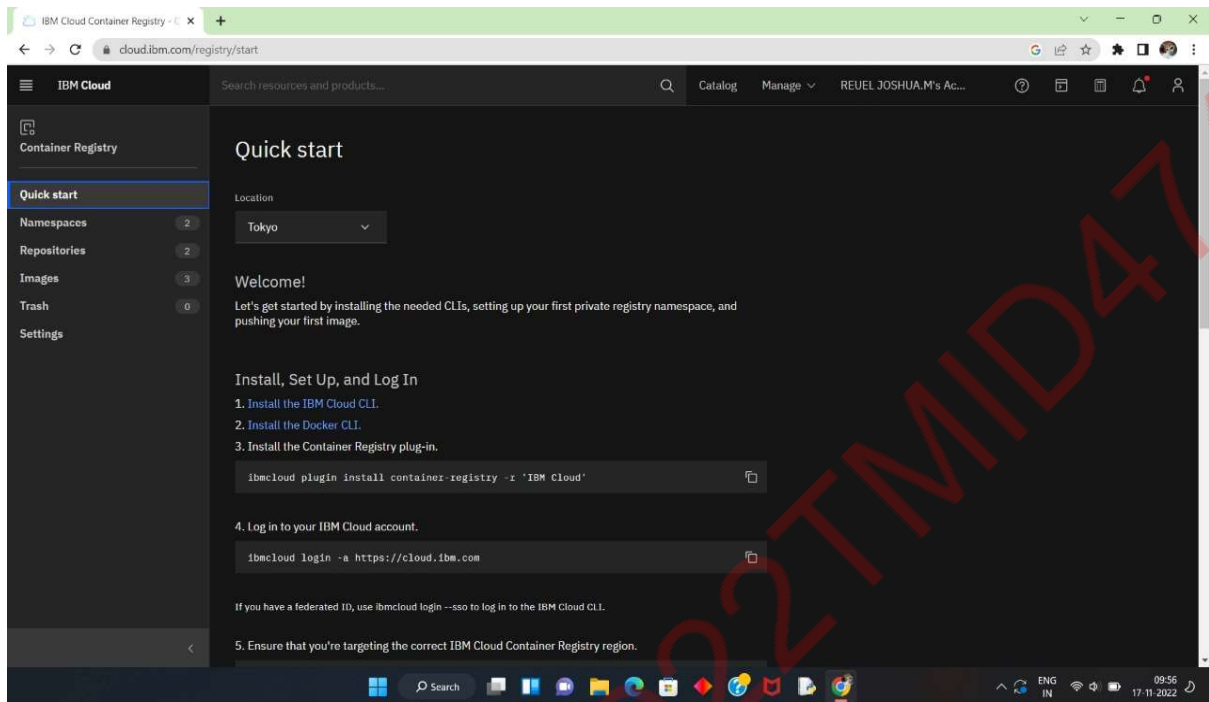 IBM Cloud Container Registry - C
cloud.ibm.com/registry/start
IBM Cloud
Search resources and products...
Catalog
Manage
REUEL JOSHUA.M's Ac...
Container Registry
Quick start
Namespaces 2
Repositories 2
Images 3
Trash 0
Settings
Quick start
Location
Tokyo
Welcome!
Let's get started by installing the needed CLIs, setting up your first private registry namespace, and
pushing your first image.
Install, Set Up, and Log In
1. Install the IBM Cloud CLI.
2. Install the Docker CLI.
3. Install the Container Registry plug-in.
ibmcloud plugin install container-registry -r 'IBM Cloud'
4. Log in to your IBM Cloud account.
ibmcloud login -a https://cloud.ibm.com
If you have a federated ID, use ibmcloud login --sso to log in to the IBM Cloud CLI.
5. Ensure that you're targeting the correct IBM Cloud Container Registry region.
22TMID47
Search
ENG
IN
09:56
17-11-2022